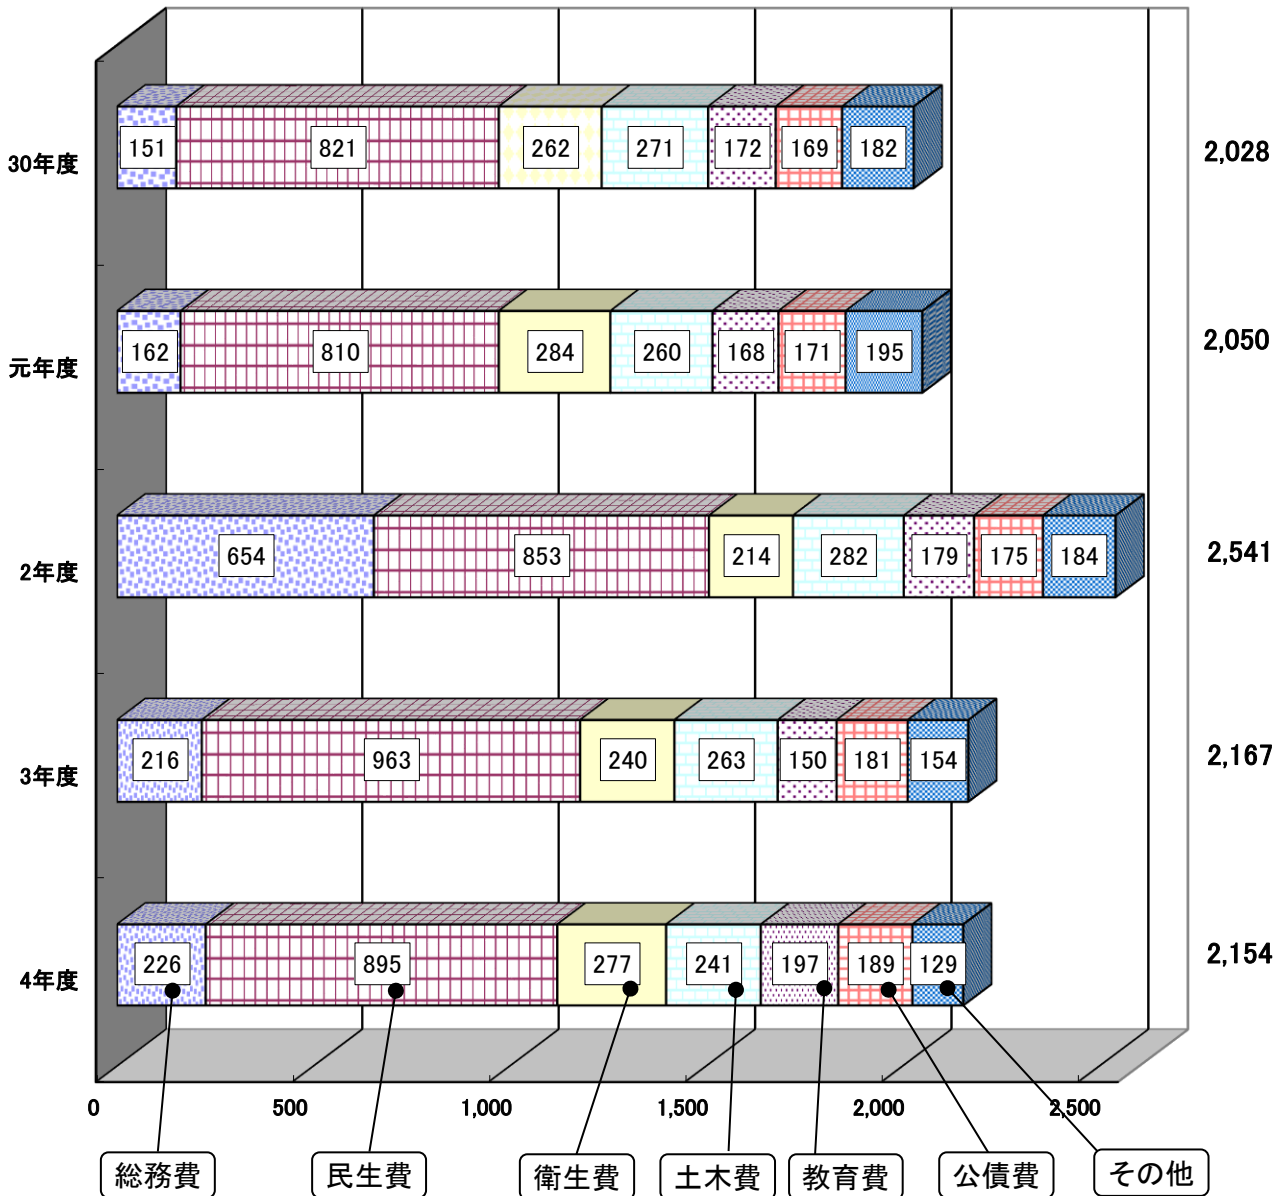 30年度 151 821 262 271 172 169 182 2,028
元年度 162 810 284 260 168 171 195 2,050
2年度 654 853 214 282 179 175 184 2,541
3年度 216 963 240 263 150 181 154 2,167
4年度 226 895 277 241 197 189 129 2,154
0 500 1,000 1,500 2,000 2,500
総務費 民生費 衛生費 土木費 教育費 公債費 その他